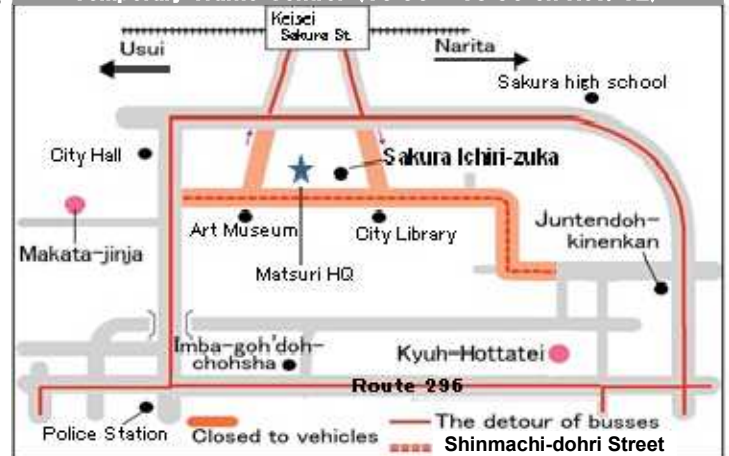 Keisei
Sakura St.
Usui
Narita
Sakura high school
City Hall
Sakura Ichiri-zuka
Art Museum
City Library
Juntendoh-
kinenkan
Makata-jinja
Matsuri HQ
Imba-goh'doh-
chohsha
Kyuh-Hottatei
Route 296
Police Station
Closed to vehicles
The detour of busses
Shinmachi-dohri Street